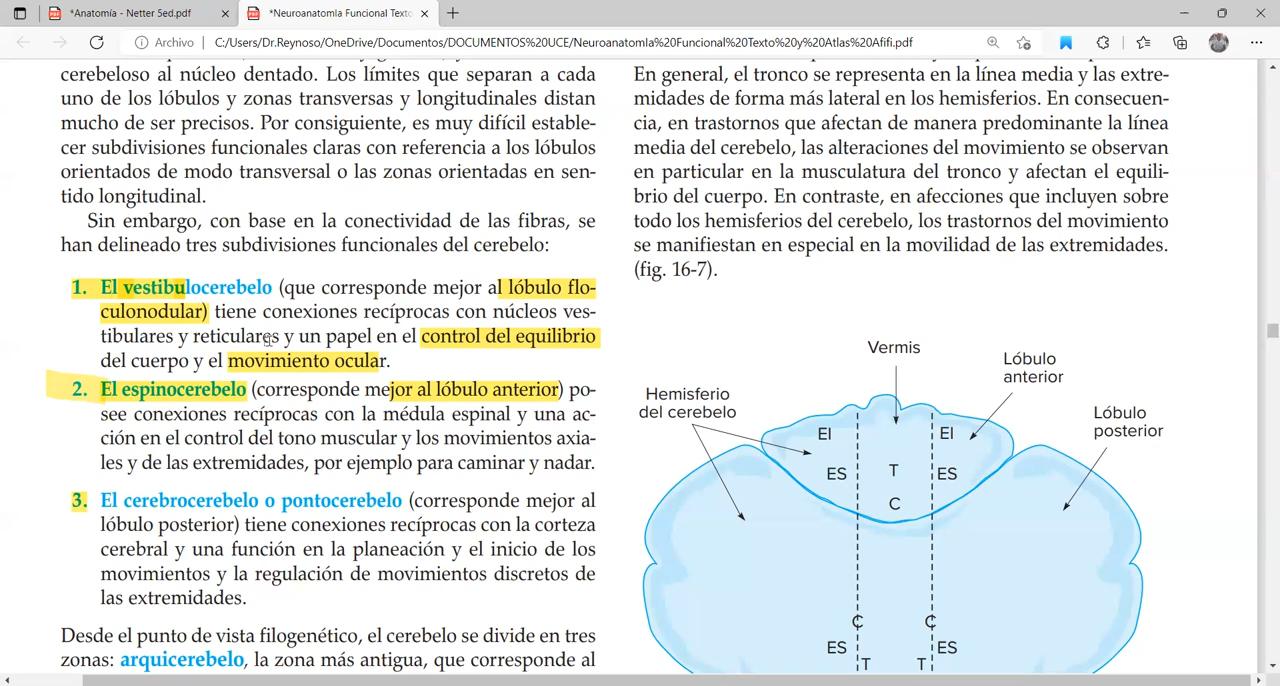 *Anatomía - Netter 5ed.pdf
*NeuroanatomIa Funcional Texto
Archivo
C:/Users/Dr.Reynoso/OneDrive/Documentos/DOCUMENTOS%20UCE/NeuroanatomIa%20Funcional%20Texto%20y%20Atlas%20Afifi.pdf
cerebeloso al núcleo dentado. Los límites que separan a cada
uno de los lóbulos y zonas transversas y longitudinales distan
mucho de ser precisos. Por consiguiente, es muy difícil estable-
cer subdivisiones funcionales claras con referencia a los lóbulos
orientados de modo transversal o las zonas orientadas en sen-
tido longitudinal.
Sin embargo, con base en la conectividad de las fibras, se
han delineado tres subdivisiones funcionales del cerebelo:
1. El vestibulocerebelo (que corresponde mejor al lóbulo flo-
culonodular) tiene conexiones recíprocas con núcleos ves-
tibulares y reticulares y un papel en el control del equilibrio
del cuerpo y el movimiento ocular.
2. El espinocerebelo (corresponde mejor al lóbulo anterior) po-
see conexiones recíprocas con la médula espinal y una ac-
ción en el control del tono muscular y los movimientos axia-
les y de las extremidades, por ejemplo para caminar y nadar.
3. El cerebrocerebelo o pontocerebelo (corresponde mejor al
lóbulo posterior) tiene conexiones recíprocas con la corteza
cerebral y una función en la planeación y el inicio de los
movimientos y la regulación de movimientos discretos de
las extremidades.
Desde el punto de vista filogenético, el cerebelo se divide en tres
zonas: arquicerebelo, la zona más antigua, que corresponde al
En general, el tronco se representa en la línea media y las extre-
midades de forma más lateral en los hemisferios. En consecuen-
cia, en trastornos que afectan de manera predominante la línea
media del cerebelo, las alteraciones del movimiento se observan
en particular en la musculatura del tronco y afectan el equili-
brio del cuerpo. En contraste, en afecciones que incluyen sobre
todo los hemisferios del cerebelo, los trastornos del movimiento
se manifiestan en especial en la movilidad de las extremidades.
(fig. 16-7).
Vermis
Lóbulo
anterior
Hemisferio
del cerebelo
Lóbulo
posterior
EI EI
ES T ES
C
C C
ES ES
T T